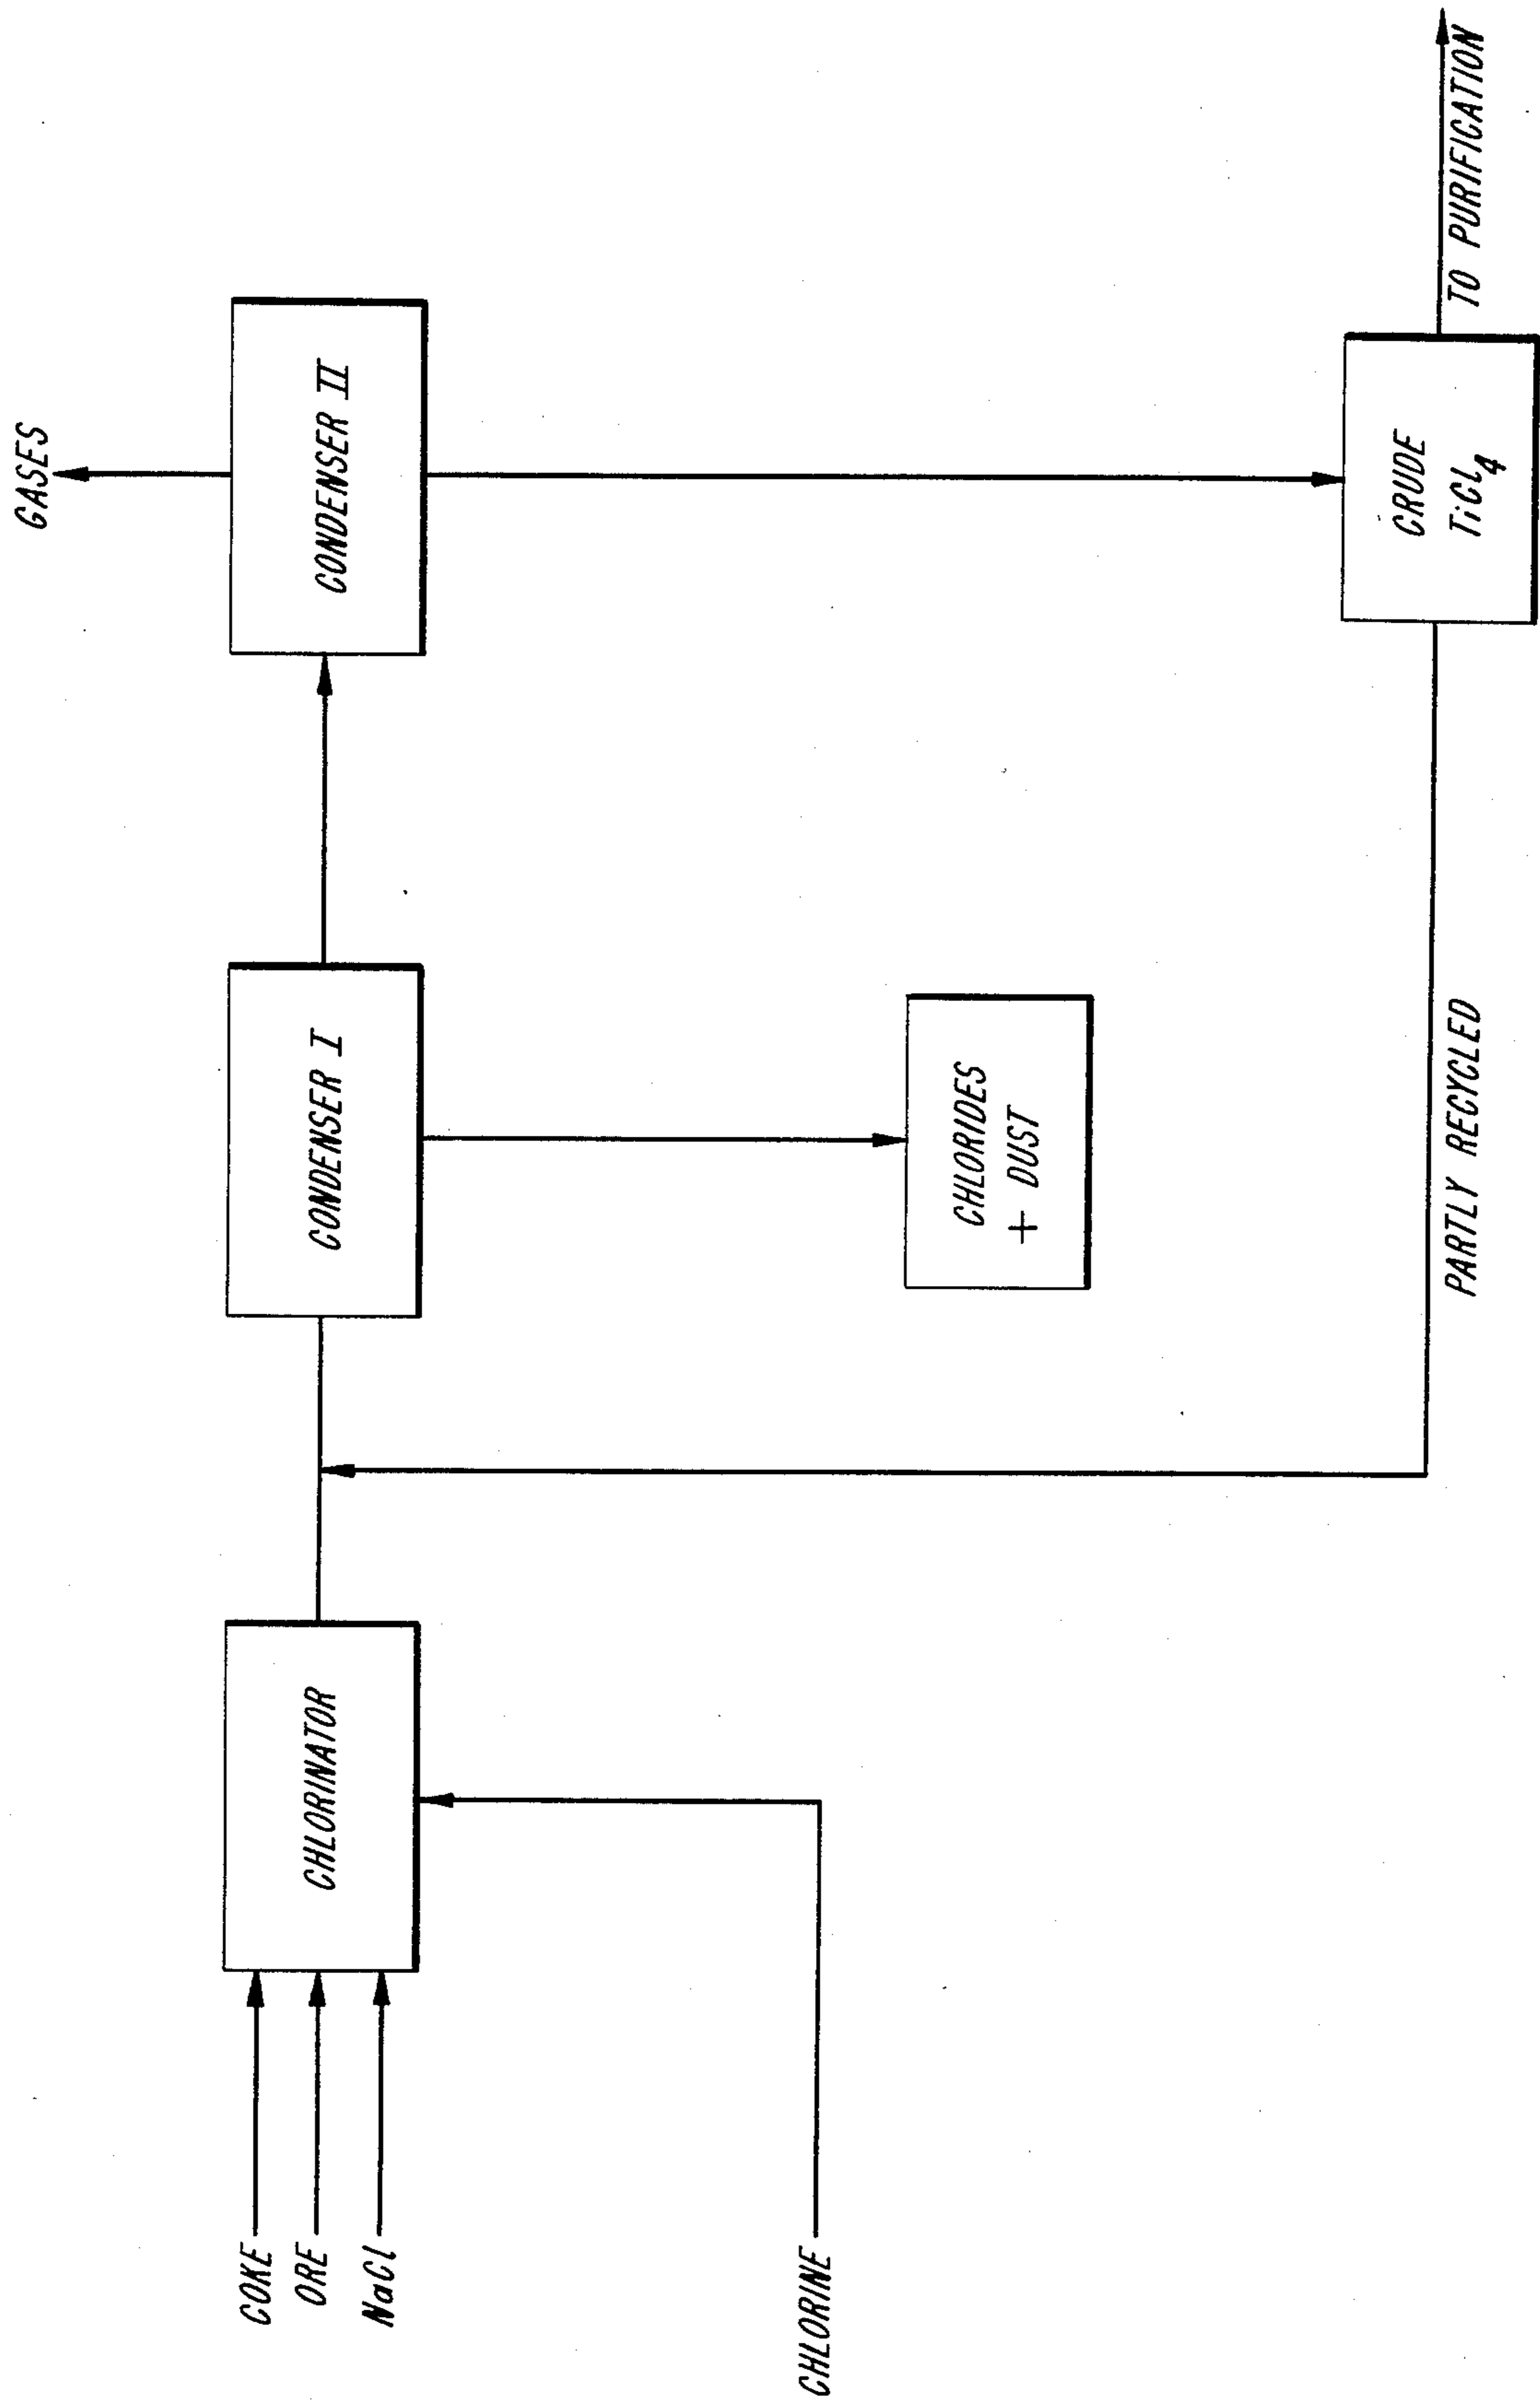 GASES
CONDENSER II
CONDENSER I
CHLORINATOR
COKE
ORE
NaCl
CHLORINE
CHLORIDES
+ DUST
CRUDE
TiCl4
TO PURIFICATION
PARTLY RECYCLED